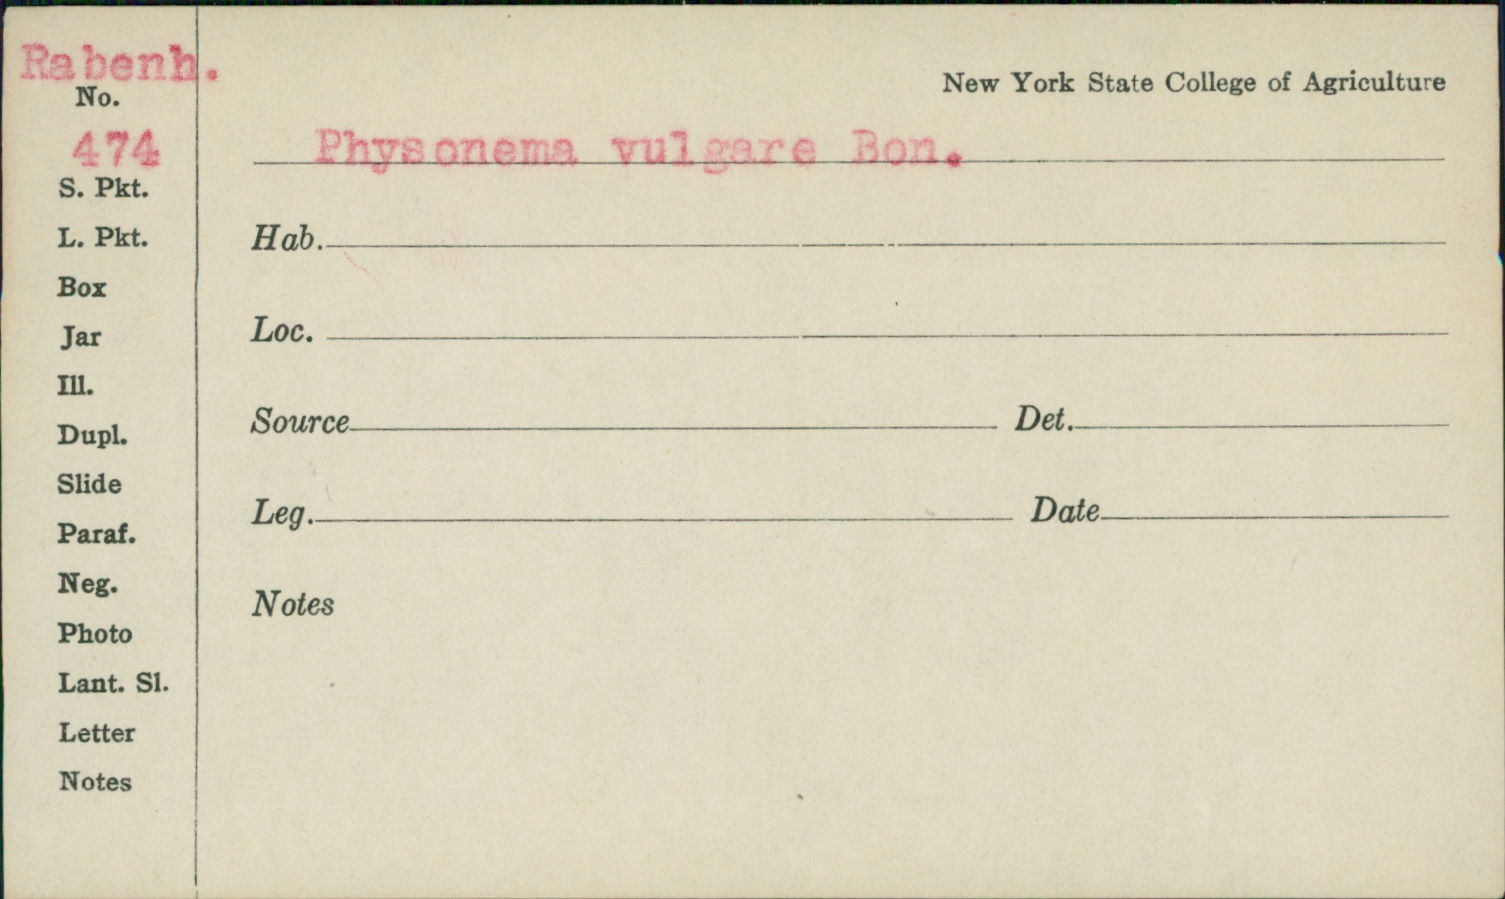 Rabenh.
No.
474
S. Pkt.
L. Pkt.
Box
Jar
Ill.
Dupl.
Slide
Paraf.
Neg.
Photo
Lant. Sl.
Letter
Notes
New York State College of Agriculture
Physonema vulgare Bon.
Hab.
Loc.
Source Det.
Leg. Date
Notes